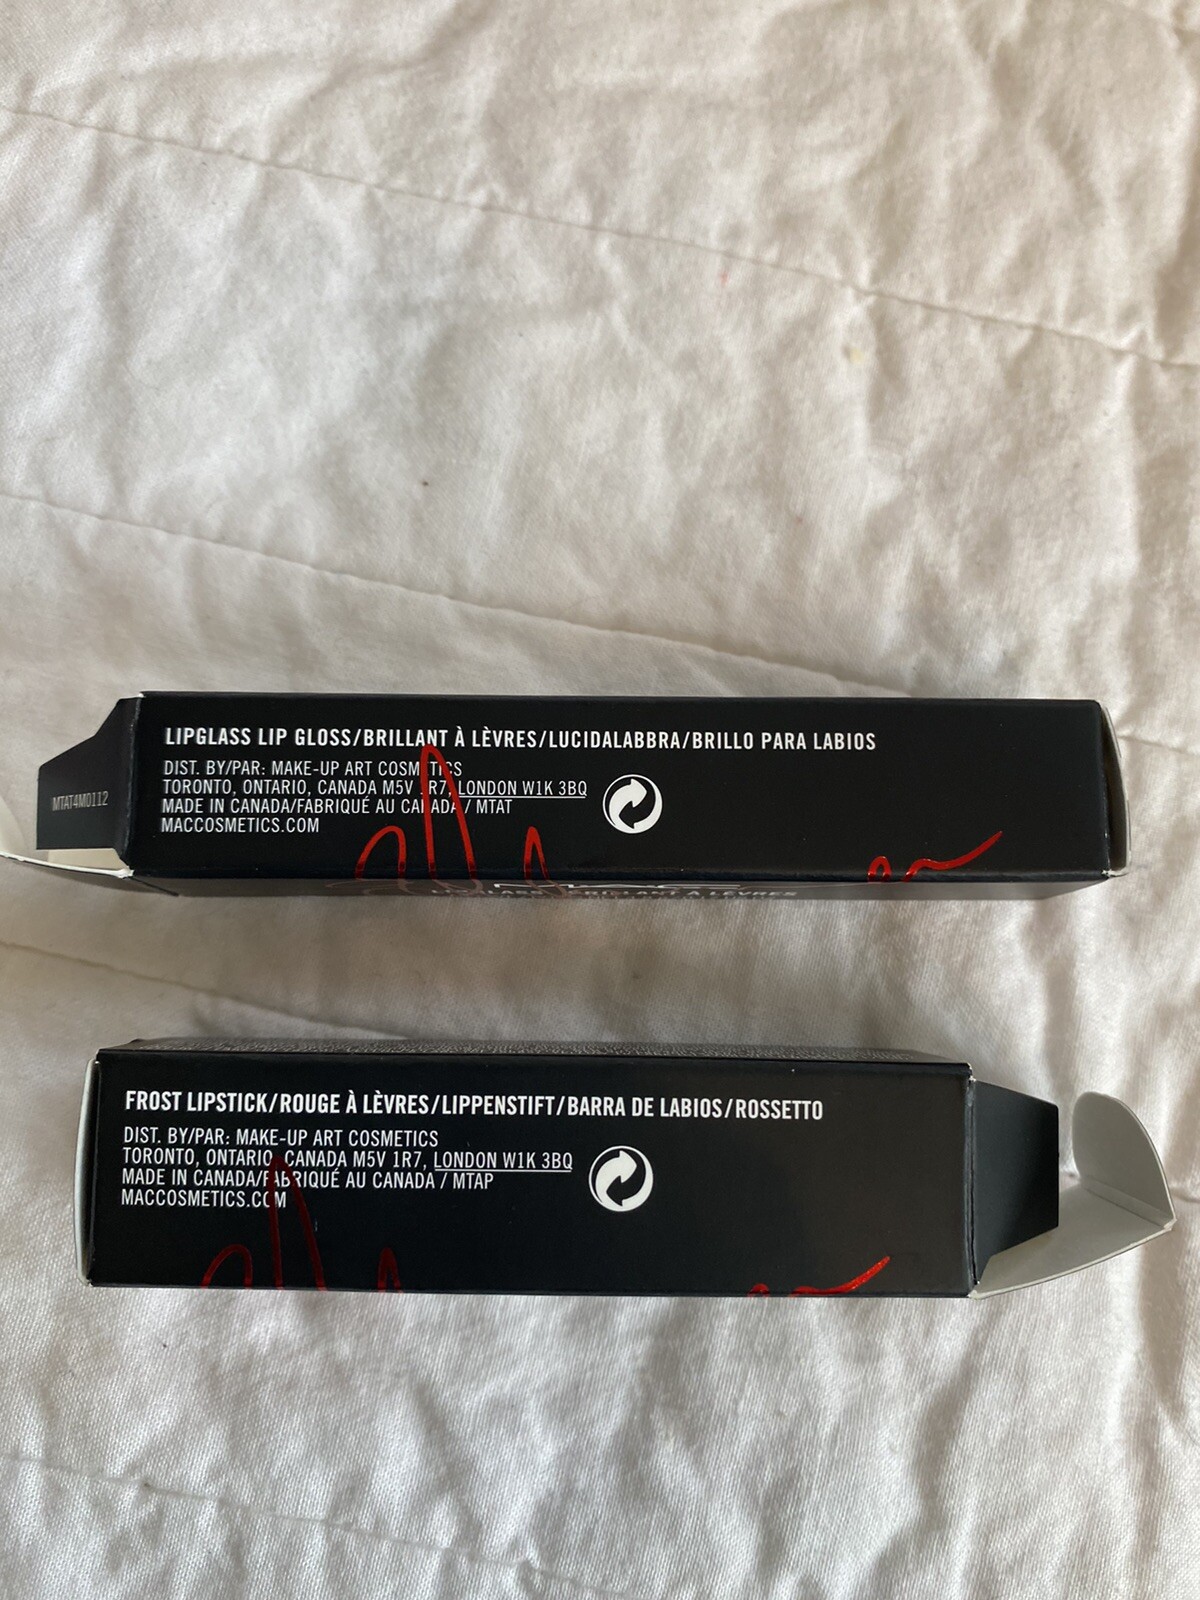 LIPGLASS LIP GLOSS/BRILLANT À LÈVRES/LUCIDALABBRA/BRILLO PARA LABIOS
DIST. BY/PAR: MAKE-UP ART COSMETICS
TORONTO, ONTARIO, CANADA M5V 1R7, LONDON W1K 3BQ
MADE IN CANADA/FABRIQUÉ AU CANADA / MTAT
MACCOSMETICS.COM
MTAT4M0112
À LÈVRES
FROST LIPSTICK/ROUGE À LÈVRES/LIPPENSTIFT/BARRA DE LABIOS/ROSSETTO
DIST. BY/PAR: MAKE-UP ART COSMETICS
TORONTO, ONTARIO, CANADA M5V 1R7, LONDON W1K 3BQ
MADE IN CANADA/FABRIQUÉ AU CANADA / MTAP
MACCOSMETICS.COM